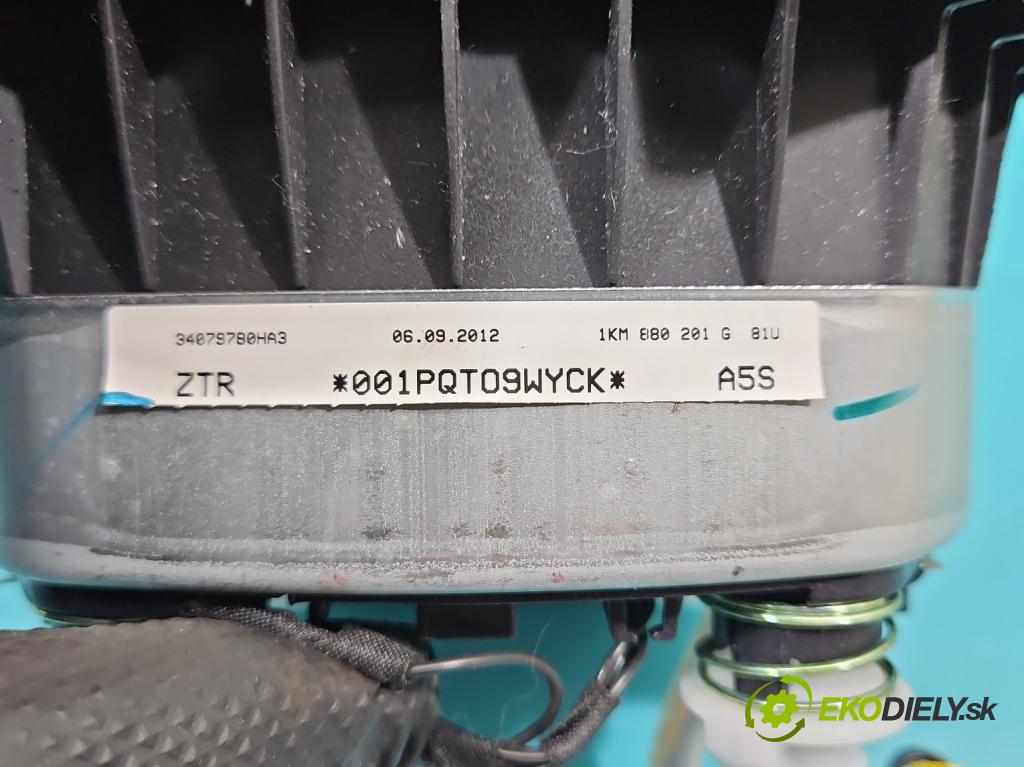 34079780HA3 06.09.2012 1KM 880 201 G 81U
ZTR *001PQT09WYCK* A5S
EKODIELY.sk